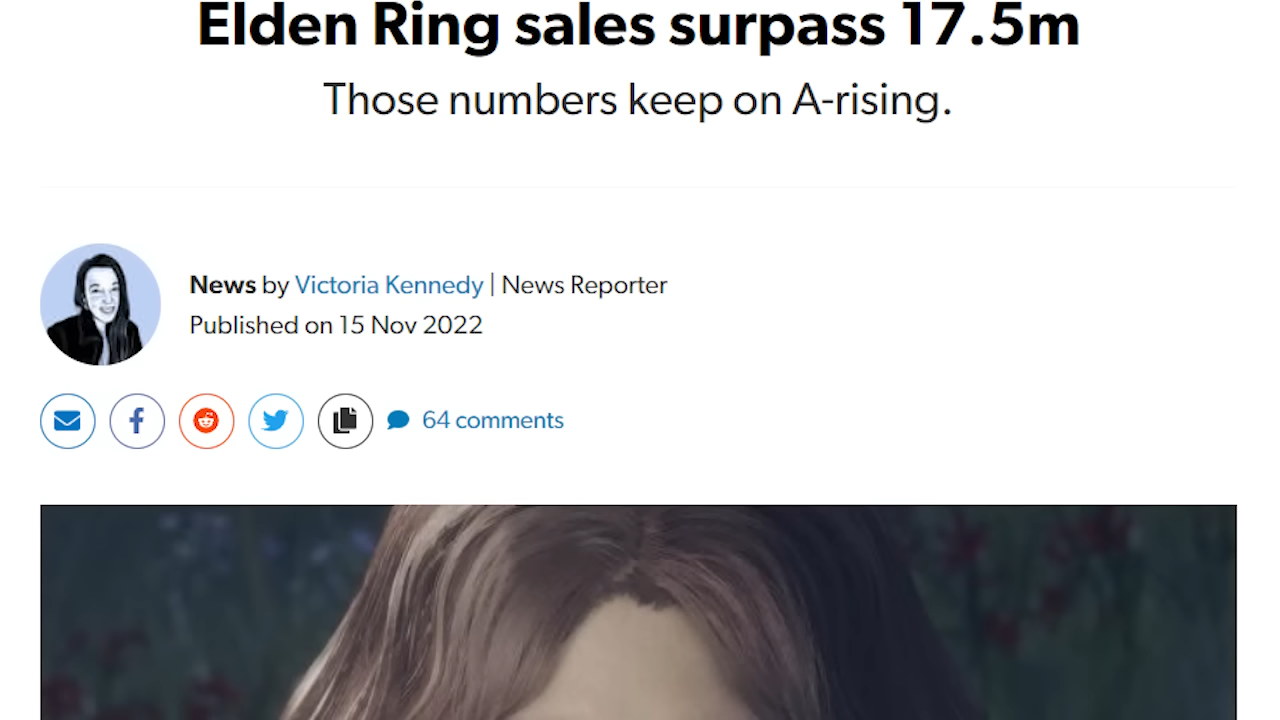 Elden Ring sales surpass 17.5m
Those numbers keep on A-rising.
News by Victoria Kennedy | News Reporter
Published on 15 Nov 2022
64 comments